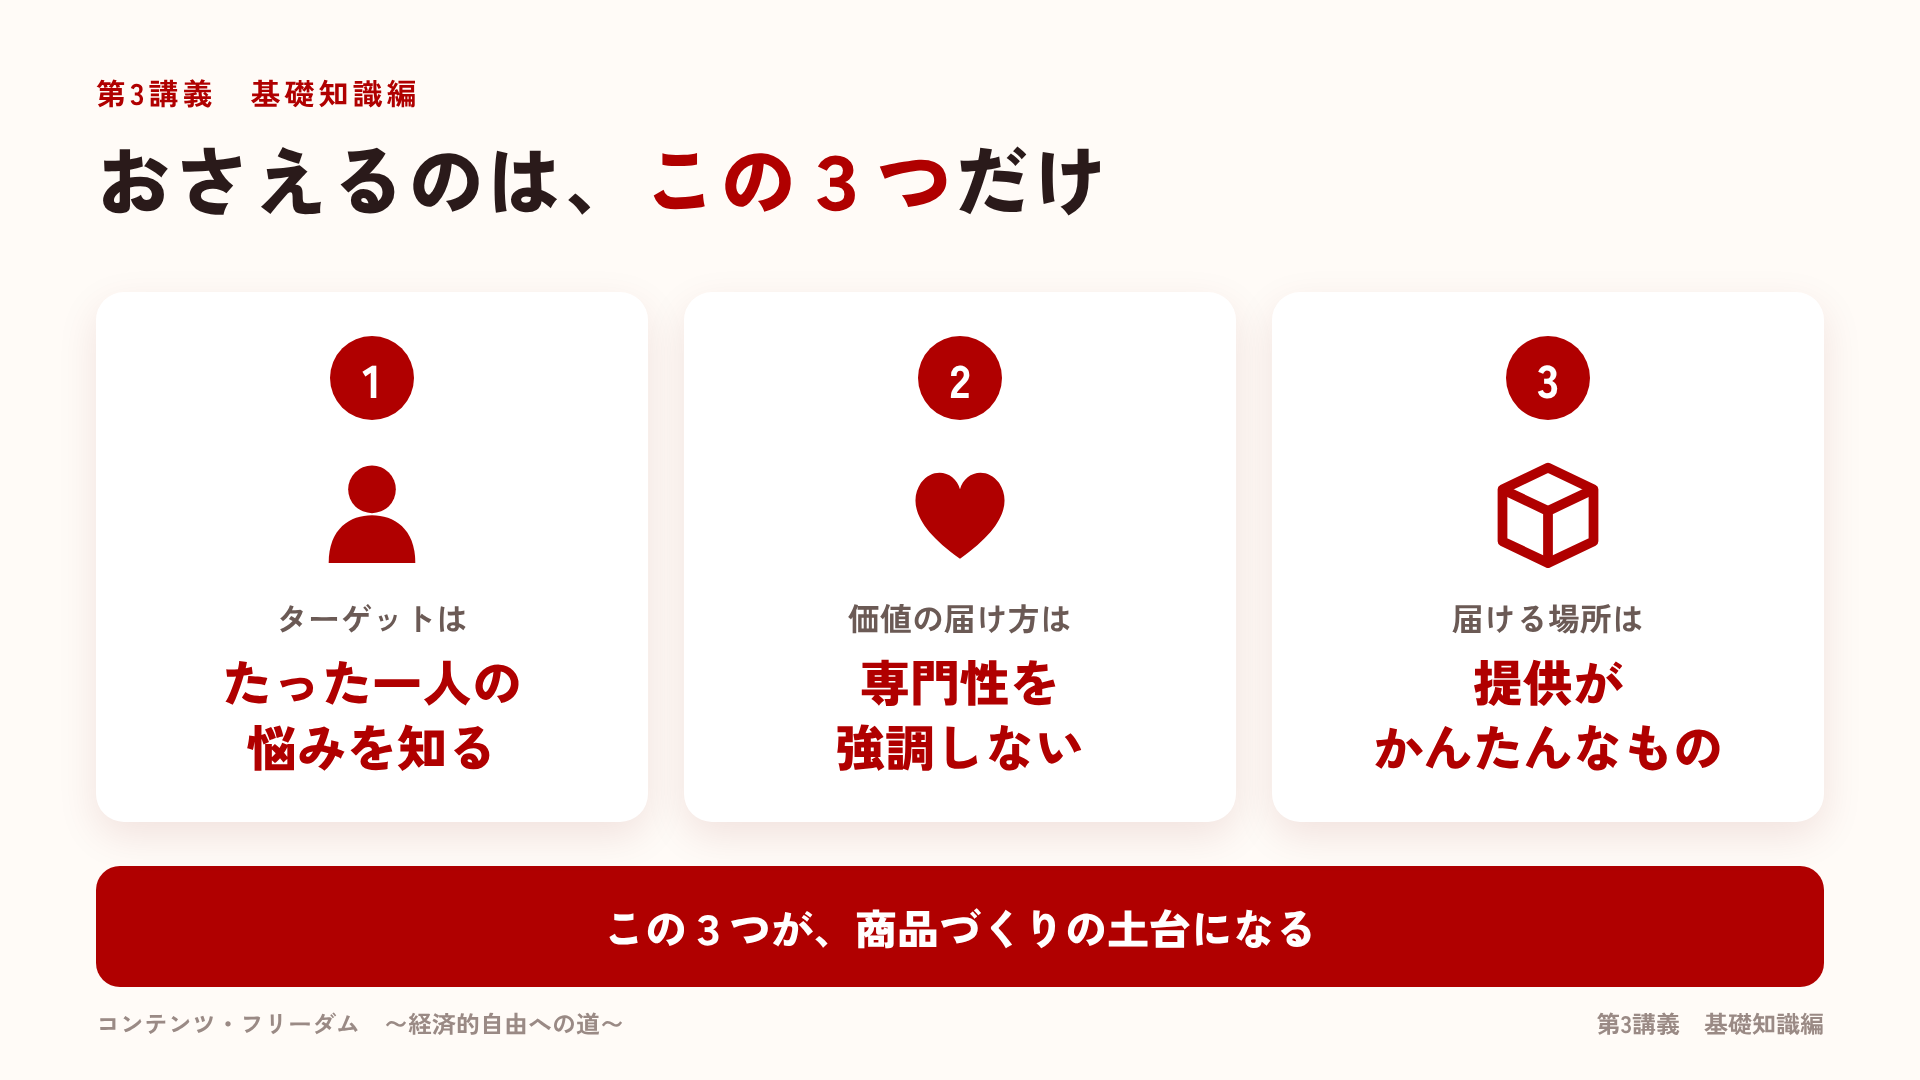 第3講義　基礎知識編
おさえるのは、この３つだけ
1
ターゲットは
たった一人の
悩みを知る
2
価値の届け方は
専門性を
強調しない
3
届ける場所は
提供が
かんたんなもの
この３つが、商品づくりの土台になる
コンテンツ・フリーダム　〜経済的自由への道〜
第3講義　基礎知識編